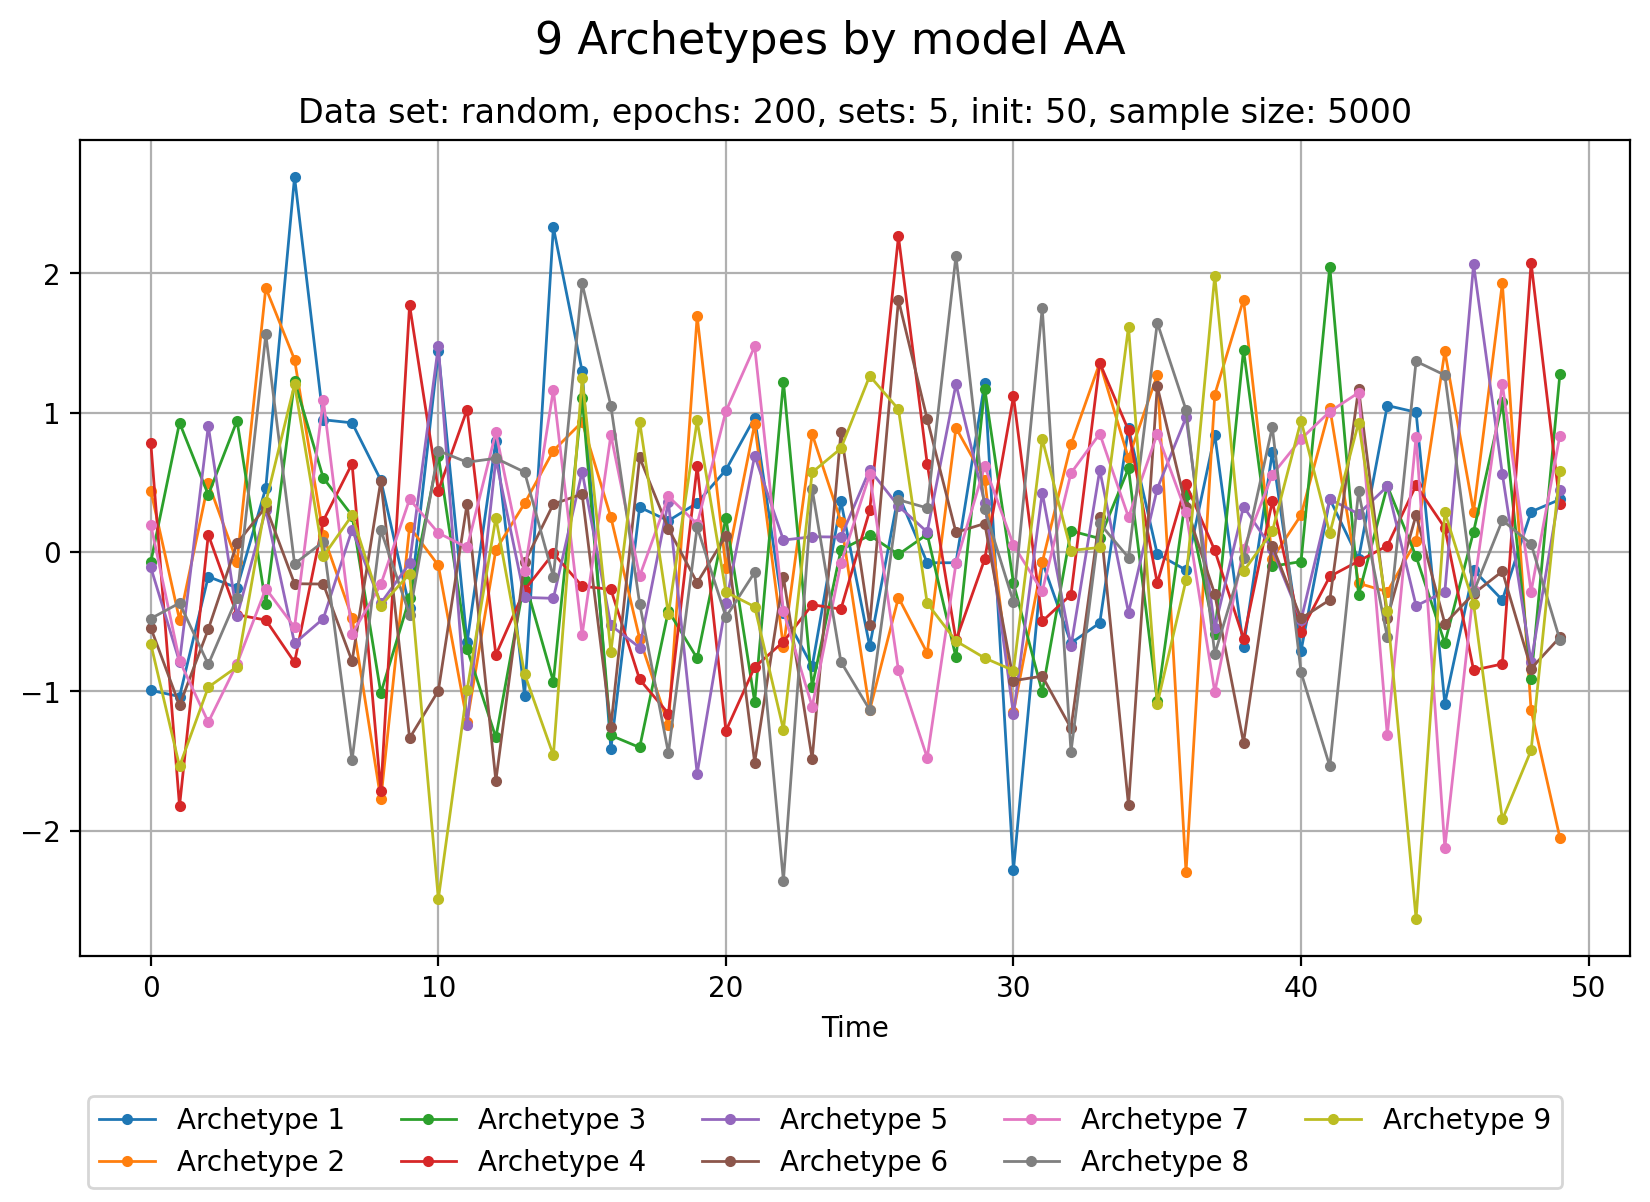 9 Archetypes by model AA
Data set: random, epochs: 200, sets: 5, init: 50, sample size: 5000
2
1
0
−1
−2
0 10 20 30 40 50
Time
Archetype 1 Archetype 3 Archetype 5 Archetype 7 Archetype 9
Archetype 2 Archetype 4 Archetype 6 Archetype 8